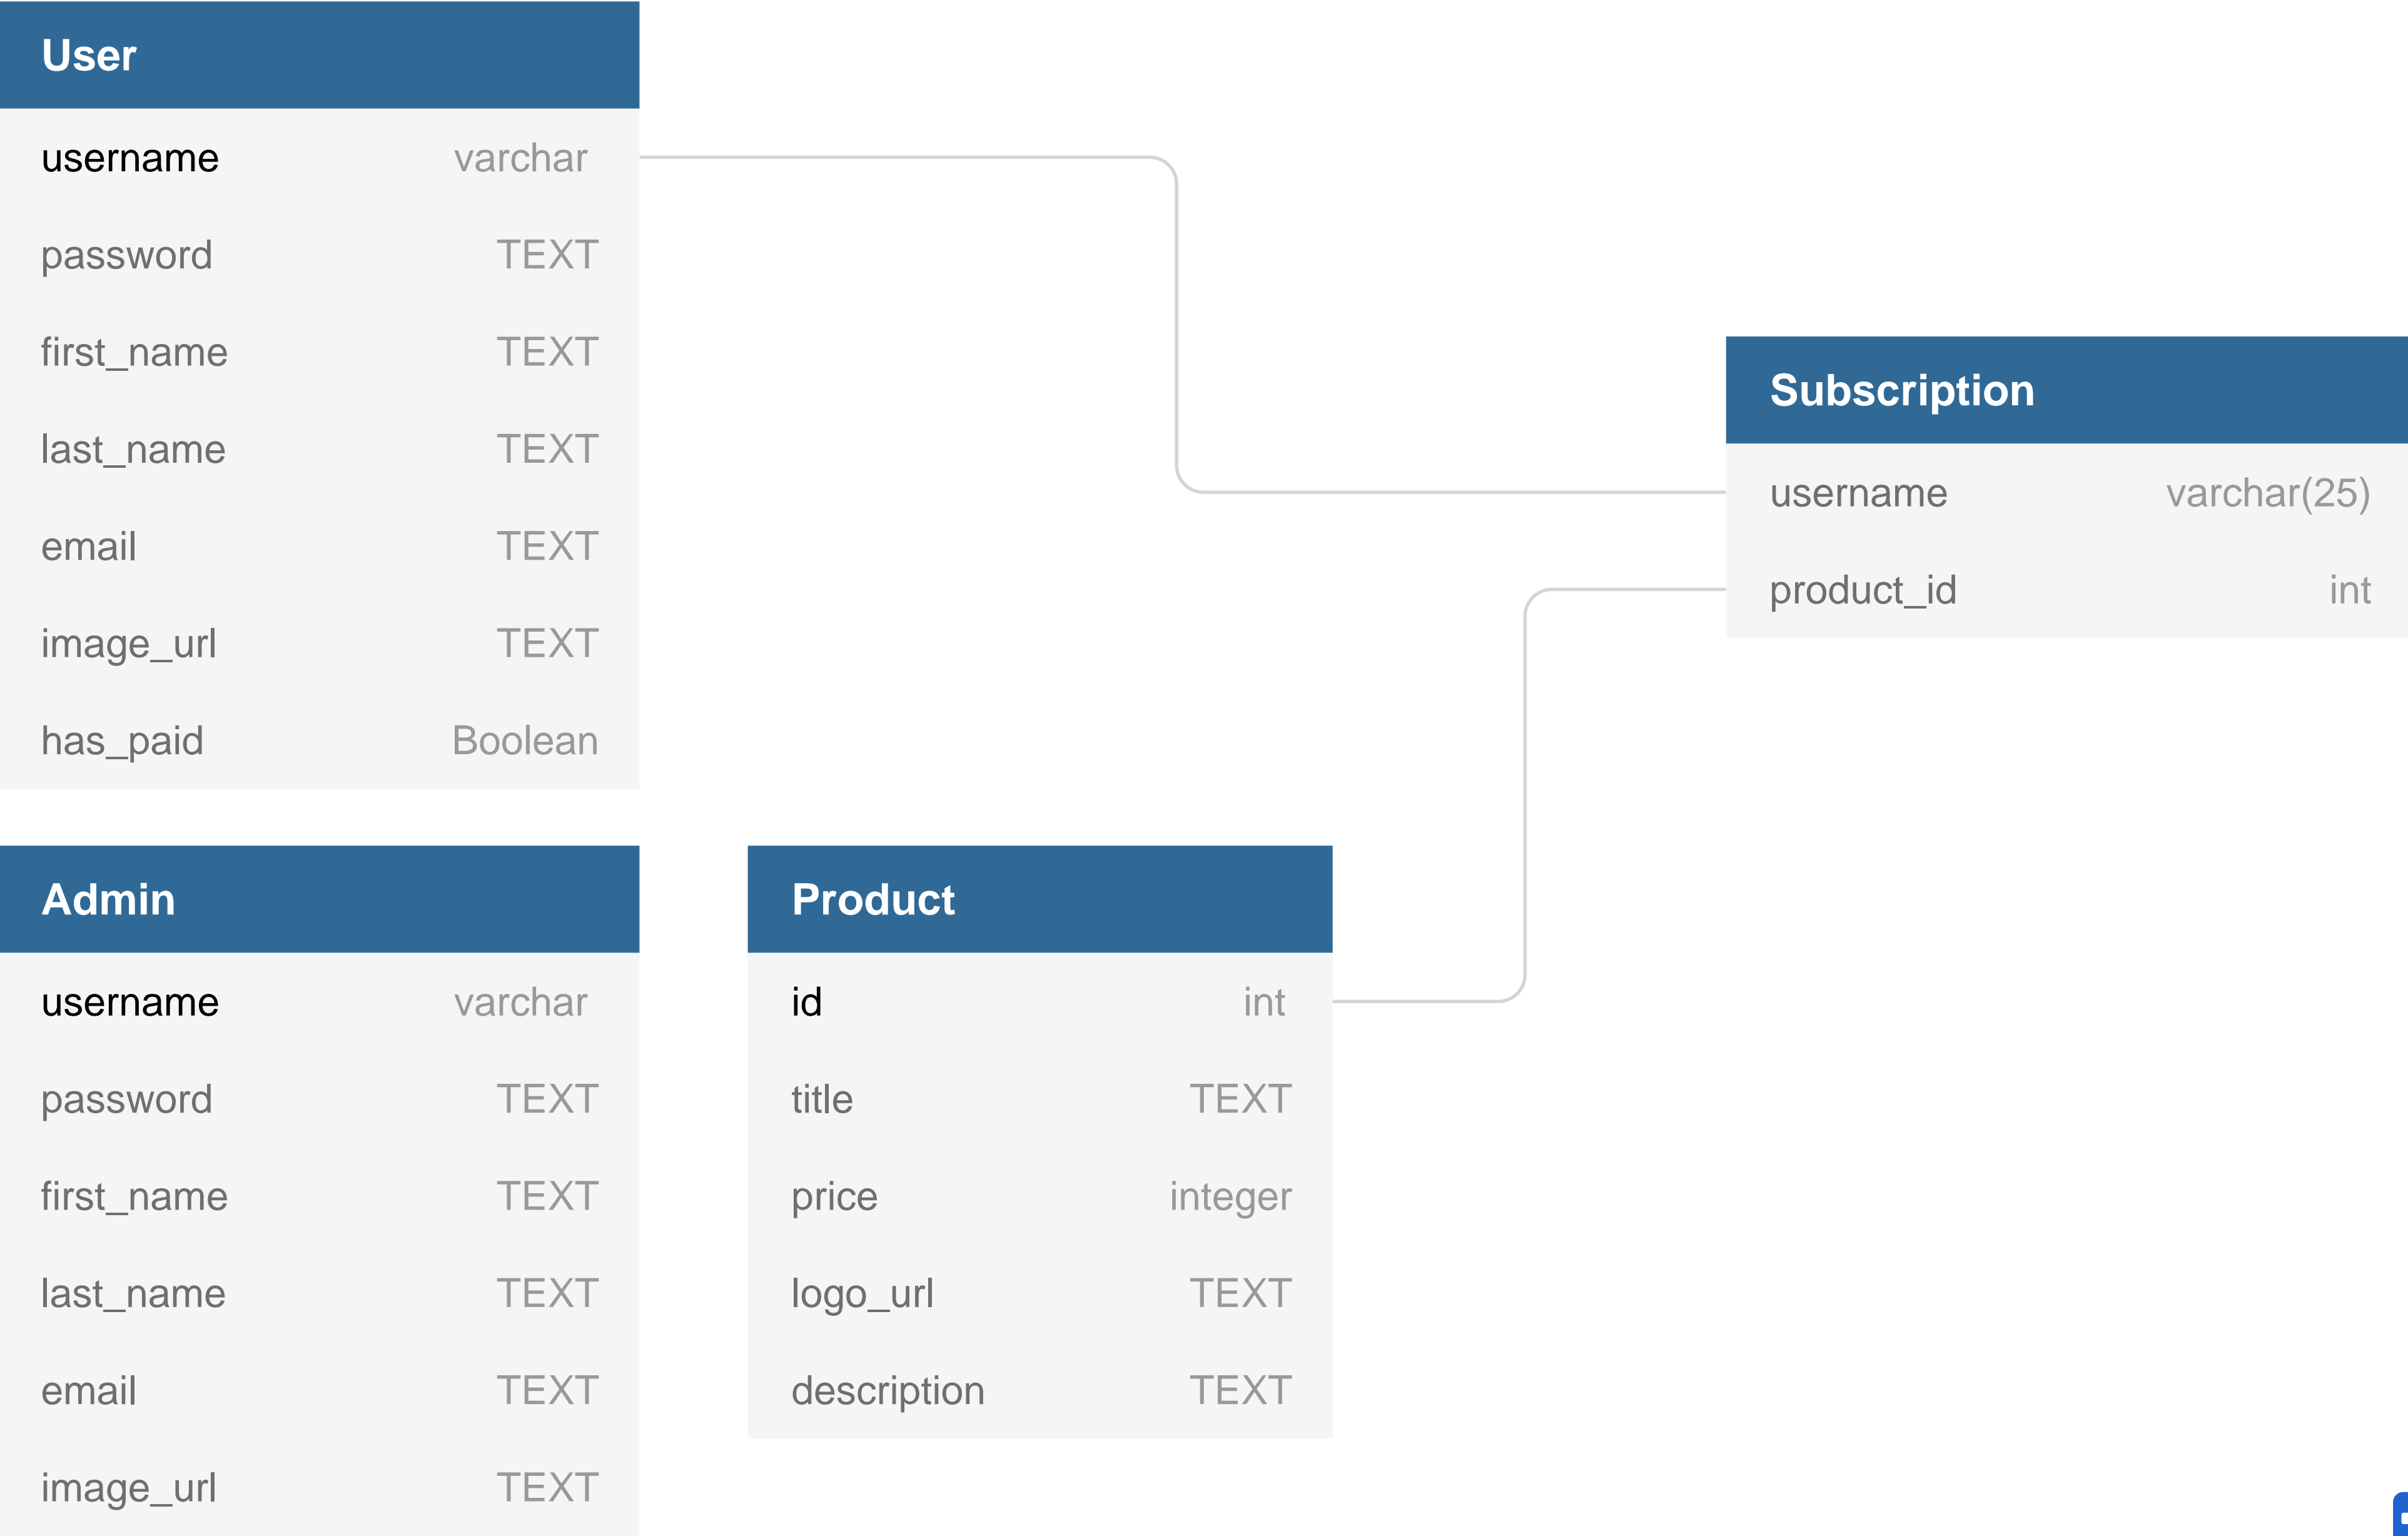 User
username varchar
password TEXT
first_name TEXT
last_name TEXT
email TEXT
image_url TEXT
has_paid Boolean
Subscription
username varchar(25)
product_id int
Admin
username varchar
password TEXT
first_name TEXT
last_name TEXT
email TEXT
image_url TEXT
Product
id int
title TEXT
price integer
logo_url TEXT
description TEXT